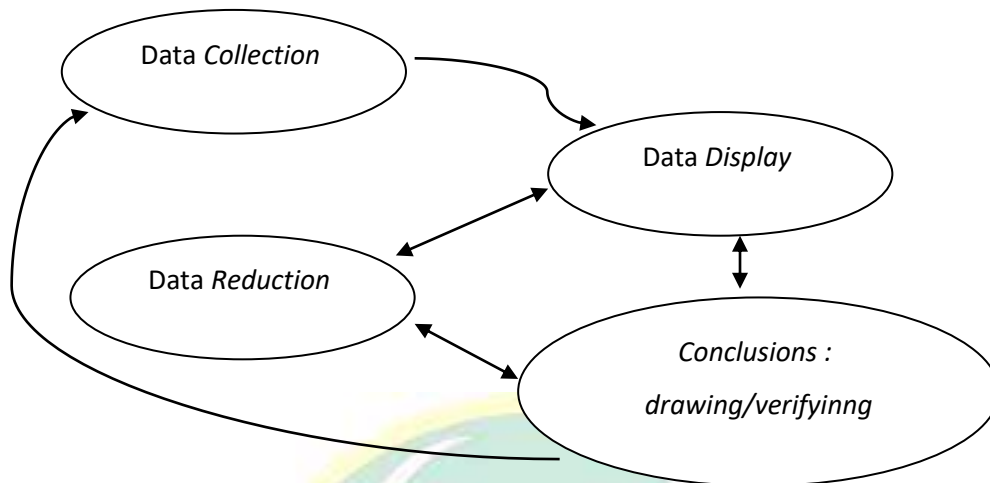 Data Collection
Data Display
Data Reduction
Conclusions :
drawing/verifyinng